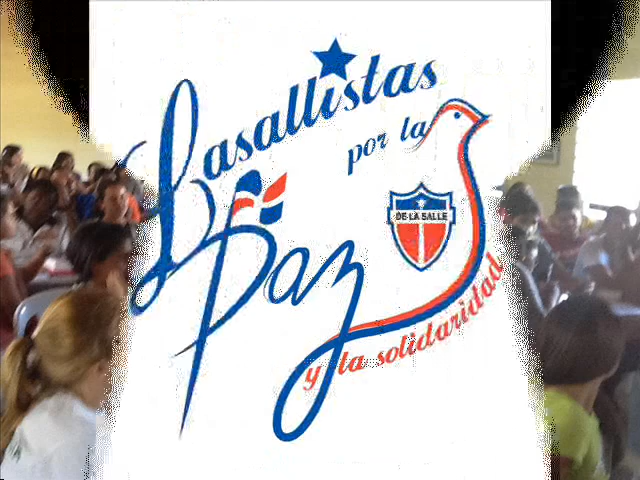 Lasallistas
por la
Paz
DE LA SALLE
y la solidaridad